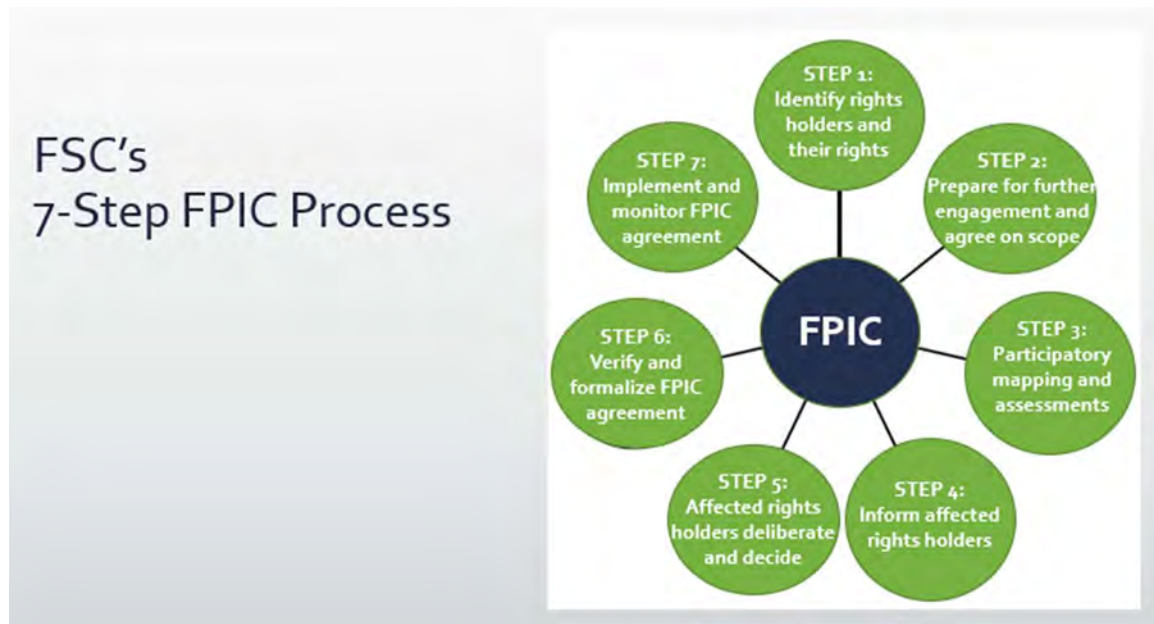 FSC's
7-Step FPIC Process
STEP 1:
Identify rights
holders and
their rights
STEP 2:
Prepare for further
engagement and
agree on scope
STEP 3:
Participatory
mapping and
assessments
STEP 4:
Inform affected
rights holders
STEP 5:
Affected rights
holders deliberate
and decide
STEP 6:
Verify and
formalize FPIC
agreement
STEP 7:
Implement and
monitor FPIC
agreement
FPIC